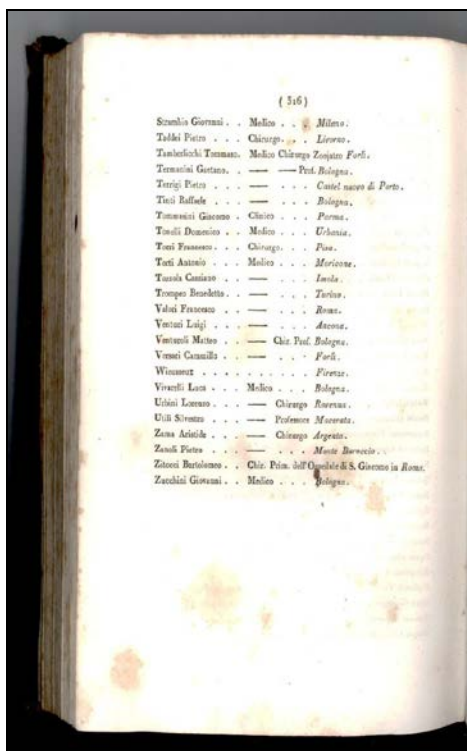 ( 316 )
Strambio Giovanni . . Medico . . . Milano.
Taddei Pietro . . . Chirurgo. . . Livorno.
Tamberlicchi Tommaso. Medico Chirurgo Zoojatro Forlì.
Termanini Gaetano. . . — — Prof. Bologna.
Terrigi Pietro . . . — . . . Castel nuovo di Porto.
Tinti Raffaele . . . — . . . Bologna.
Tommasini Giacomo . Clinico . . . Parma.
Tonelli Domenico . . Medico . . . Urbania.
Torri Francesco. . . Chirurgo. . . Pisa.
Torti Antonio . . . Medico . . . Moricone.
Cassiano . . — . . . Imola.
Trompeo Benedetto. . . — . . . Torino.
Valori Francesco . . — . . . Roma.
Venturi Luigi . . . — . . . Ancona.
Venturoli Matteo . . — Chir. Prof. Bologna.
Versari Cammillo . . — . . . Forlì.
Wieusseux . . . . . . . . . Firenze.
Vivarelli Luca . . Medico . . . Bologna.
Urbini Lorenzo . . . — Chirurgo Ravenna.
Utili Silvestro . . . — Professore Macerata.
Zama Aristide . . . — Chirurgo Argenta.
Zanoli Pietro . . . — . . . Monte Baroccio.
Zitocci Bartolomeo . . Chir. Prim. dell'Ospedale di S. Giacomo in Roma.
Zucchini Giovanni . . Medico . . . Bologna.